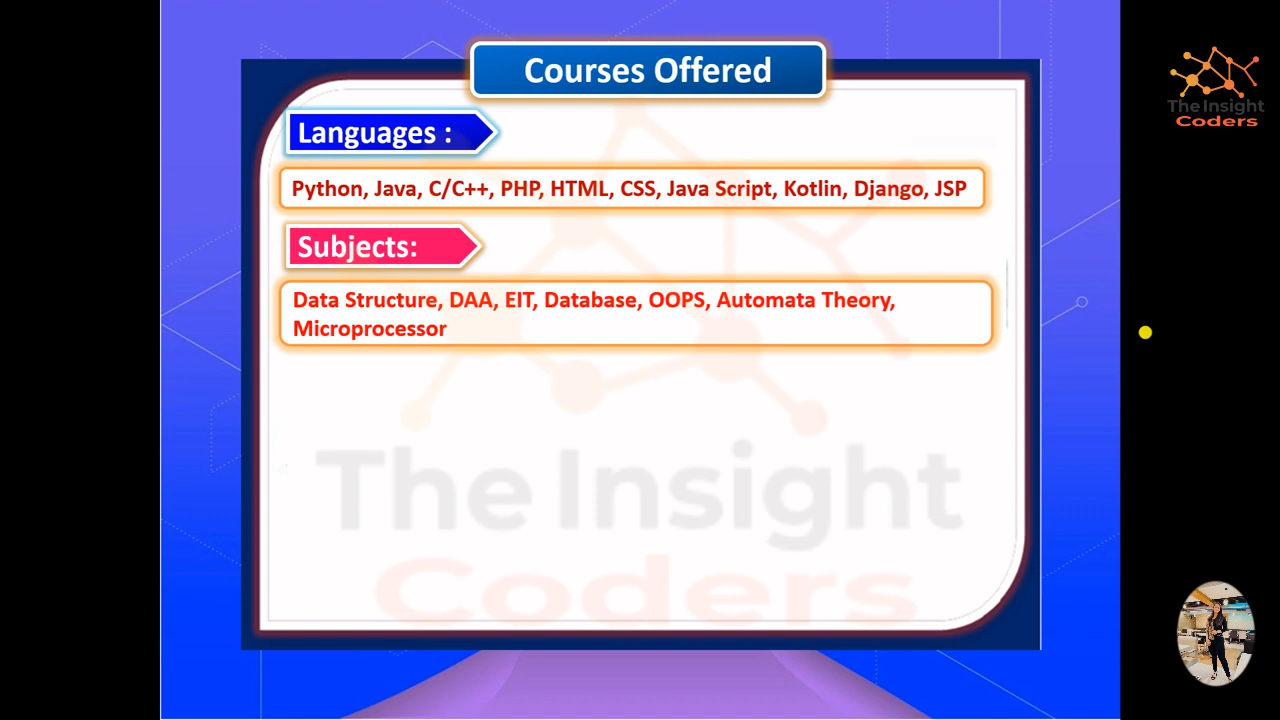 Courses Offered
The Insight
Coders
Languages :
Python, Java, C/C++, PHP, HTML, CSS, Java Script, Kotlin, Django, JSP
Subjects:
Data Structure, DAA, EIT, Database, OOPS, Automata Theory,
Microprocessor
The Insight
Coders